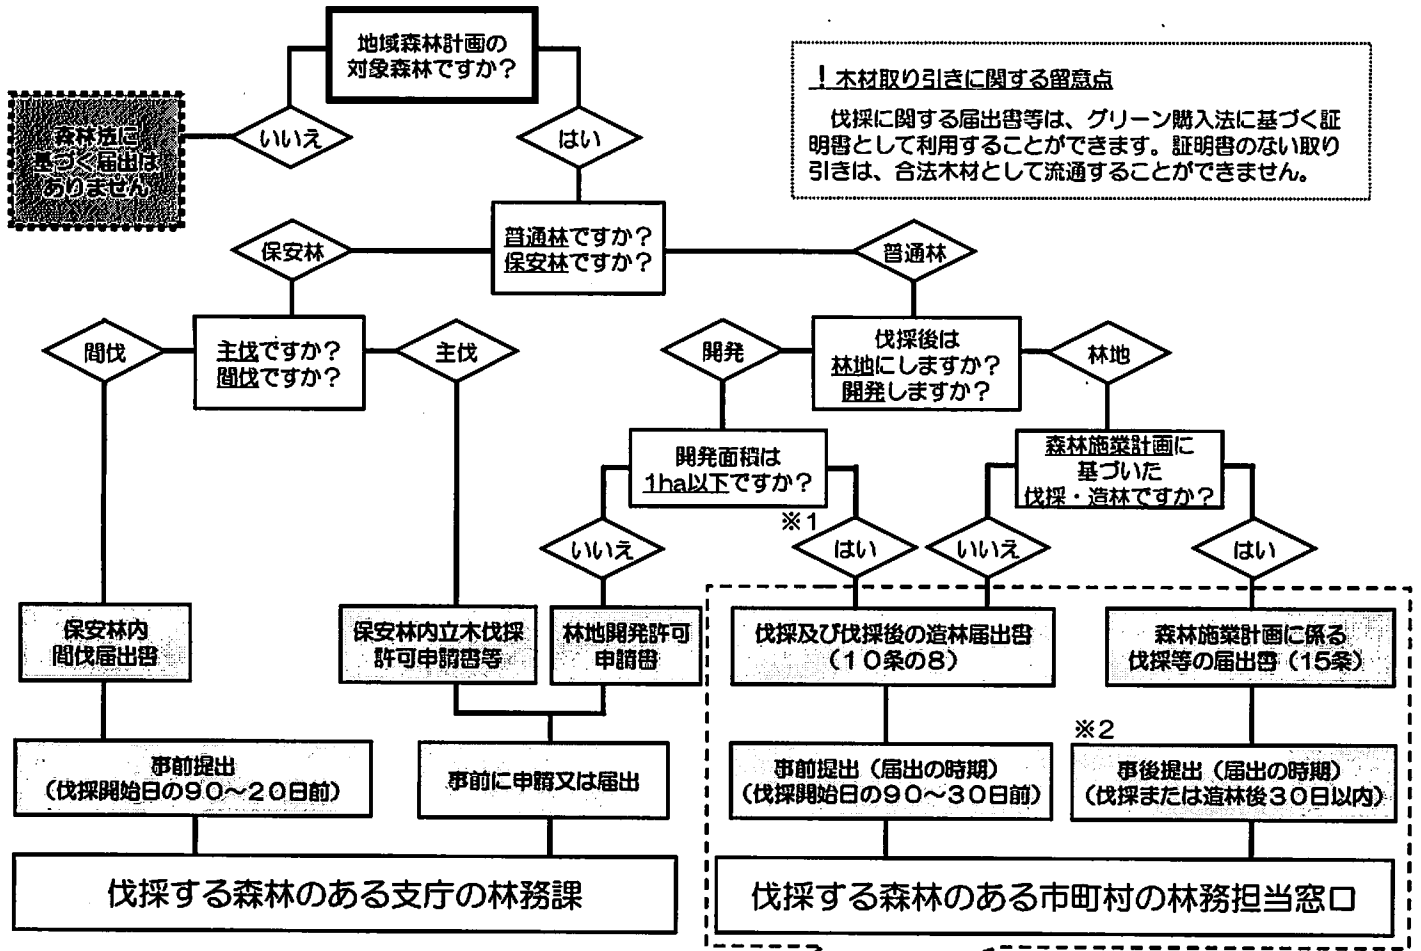 地域森林計画の
対象森林ですか?
いいえ
はい
森林法に
基づく届出は
ありません
!木材取り引きに関する留意点
伐採に関する届出書等は、グリーン購入法に基づく証
明書として利用することができます。証明書のない取り
引きは、合法木材として流通することができません。
普通林ですか?
保安林ですか?
保安林
普通林
主伐ですか?
間伐ですか?
間伐
主伐
伐採後は
林地にしますか?
開発しますか?
開発
林地
開発面積は
1ha以下ですか?
森林施業計画に
基づいた
伐採・造林ですか?
※1
いいえ
はい
いいえ
はい
保安林内
間伐届出書
保安林内立木伐採
許可申請書等
林地開発許可
申請書
伐採及び伐採後の造林届出書
(10条の8)
森林施業計画に係る
伐採等の届出書(15条)
※2
事前提出
(伐採開始日の90~20日前)
事前に申請又は届出
事前提出(届出の時期)
(伐採開始日の90~30日前)
事後提出(届出の時期)
(伐採または造林後30日以内)
伐採する森林のある支庁の林務課
伐採する森林のある市町村の林務担当窓口